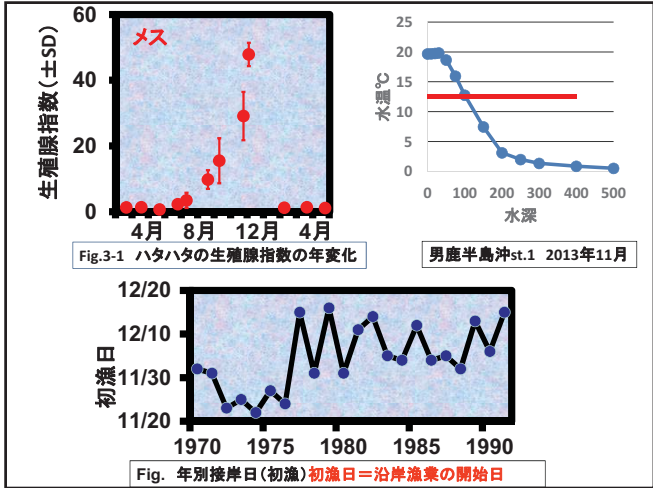 60
40
20
0
生殖腺指数(±SD)
メス
4月 8月 12月 4月
Fig.3-1 ハタハタの生殖腺指数の年変化
25
20
15
10
5
0
水温℃
0 100 200 300 400 500
水深
男鹿半島沖st.1 2013年11月
12/20
12/10
11/30
11/20
初漁日
1970 1975 1980 1985 1990
Fig. 年別接岸日(初漁)初漁日=沿岸漁業の開始日